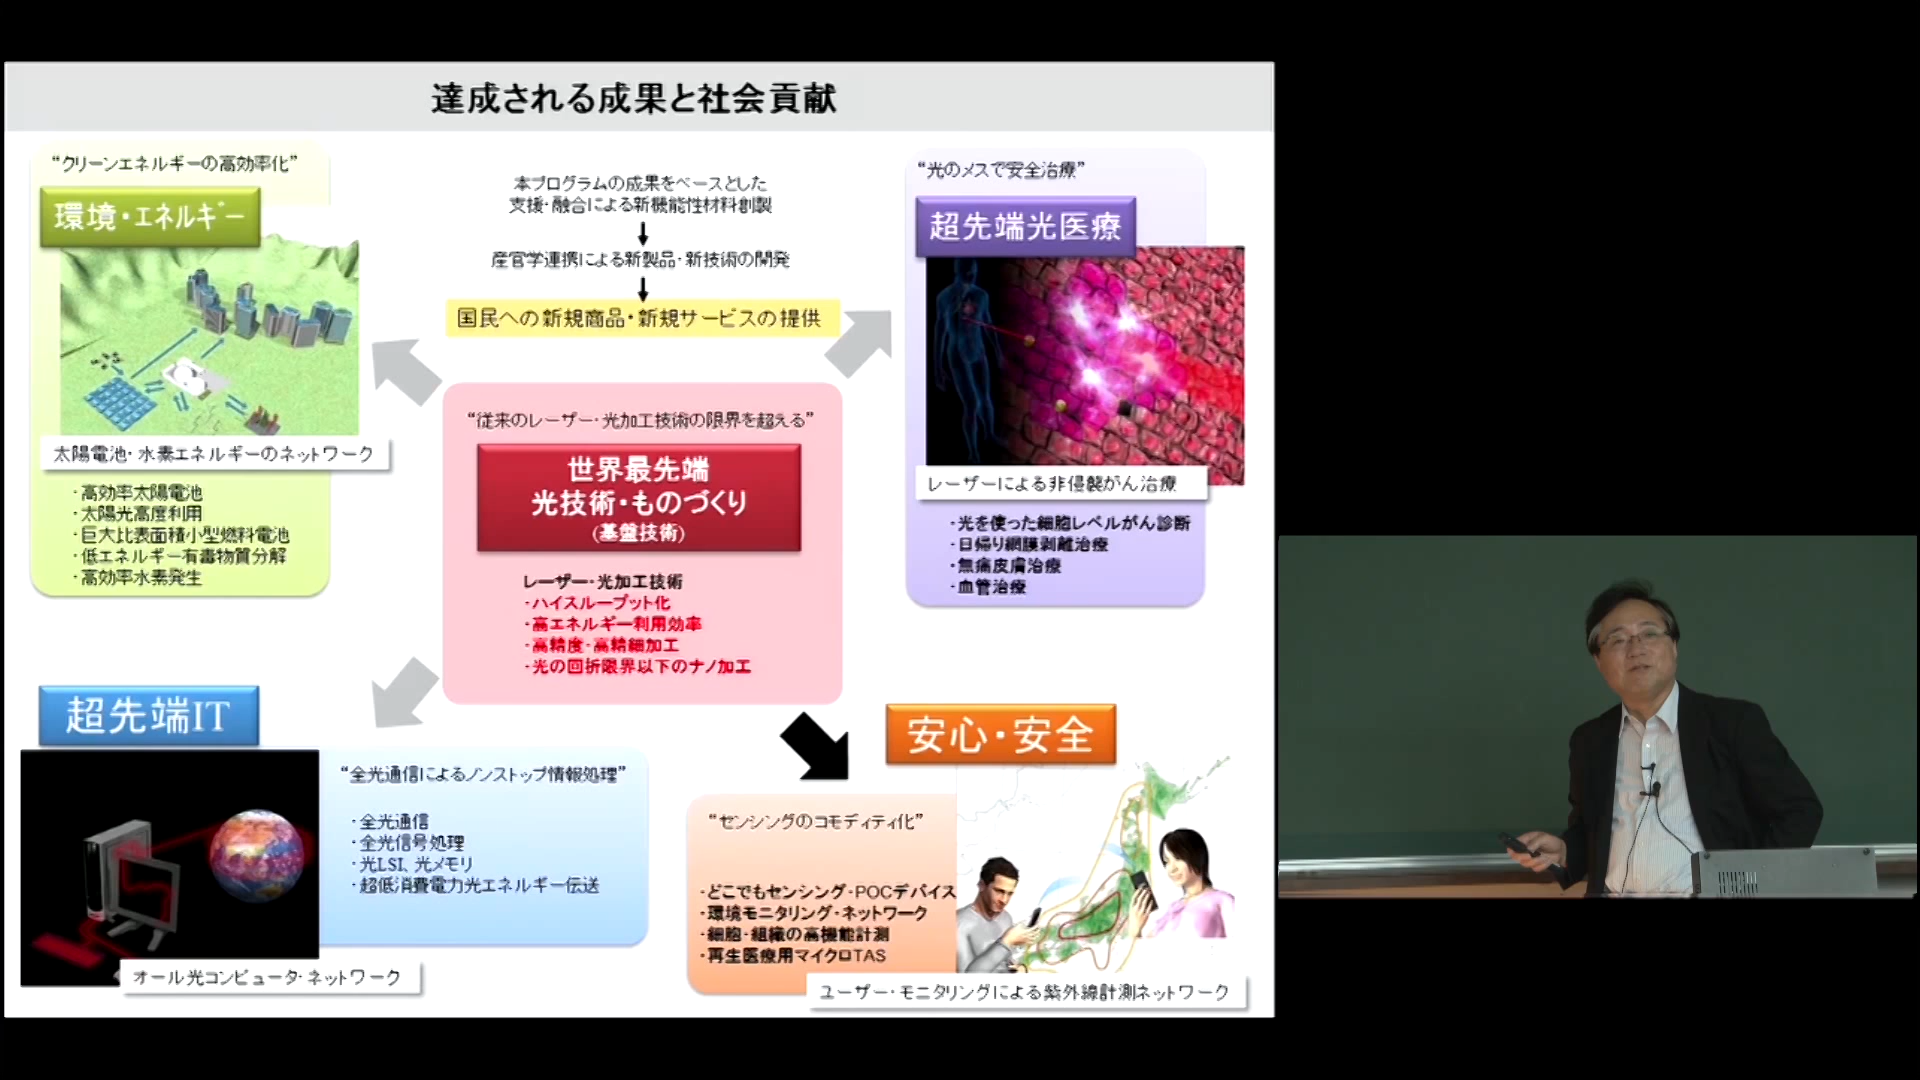 達成される成果と社会貢献
“クリーンエネルギーの高効率化”
環境・エネルギー
太陽電池・水素エネルギーのネットワーク
・高効率太陽電池
・太陽光高度利用
・巨大比表面積小型燃料電池
・低エネルギー有毒物質分解
・高効率水素発生
本プログラムの成果をベースとした
支援・融合による新機能性材料創製
産官学連携による新製品・新技術の開発
国民への新規商品・新規サービスの提供
“光のメスで安全治療”
超先端光医療
レーザーによる非侵襲がん治療
・光を使った細胞レベルがん診断
・日帰り網膜剥離治療
・無痛皮膚治療
・血管治療
“従来のレーザー・光加工技術の限界を超える”
世界最先端
光技術・ものづくり
(基盤技術)
レーザー・光加工技術
・ハイスループット化
・高エネルギー利用効率
・高精度・高精細加工
・光の回折限界以下のナノ加工
超先端IT
“全光通信によるノンストップ情報処理”
・全光通信
・全光信号処理
・光LSI、光メモリ
・超低消費電力光エネルギー伝送
オール光コンピュータ・ネットワーク
安心・安全
“センシングのコモディティ化”
・どこでもセンシング・POCデバイス
・環境モニタリング・ネットワーク
・細胞・組織の高機能計測
・再生医療用マイクロTAS
ユーザー・モニタリングによる紫外線計測ネットワーク